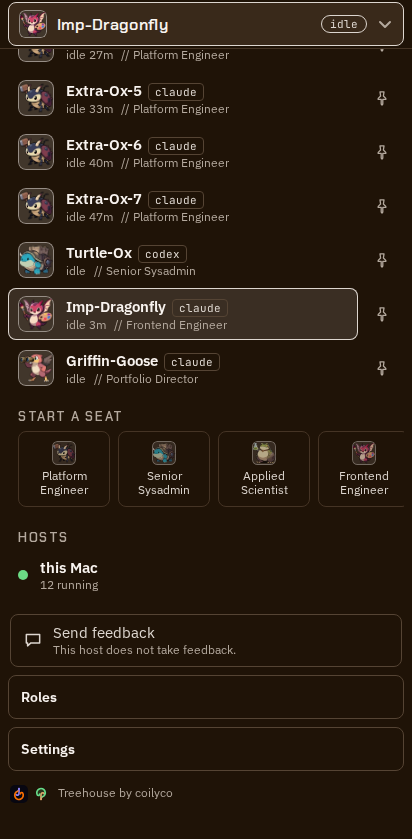 Imp-Dragonfly idle
idle 27m // Platform Engineer
Extra-Ox-5 claude
idle 33m // Platform Engineer
Extra-Ox-6 claude
idle 40m // Platform Engineer
Extra-Ox-7 claude
idle 47m // Platform Engineer
Turtle-Ox codex
idle // Senior Sysadmin
Imp-Dragonfly claude
idle 3m // Frontend Engineer
Griffin-Goose claude
idle // Portfolio Director
START A SEAT
Platform
Engineer
Senior
Sysadmin
Applied
Scientist
Frontend
Engineer
HOSTS
this Mac
12 running
Send feedback
This host does not take feedback.
Roles
Settings
Treehouse by coilyco